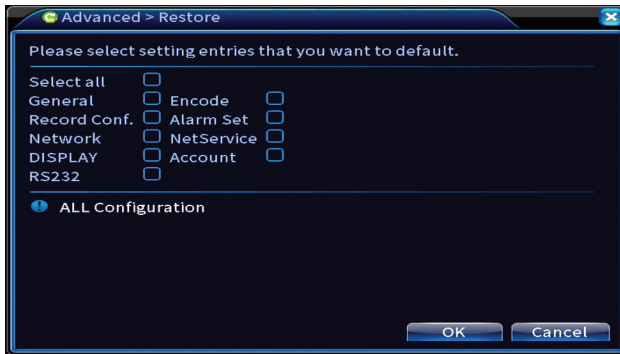 Advanced > Restore
Please select setting entries that you want to default.
Select all
General Encode
Record Conf. Alarm Set
Network NetService
DISPLAY Account
RS232
ALL Configuration
OK Cancel